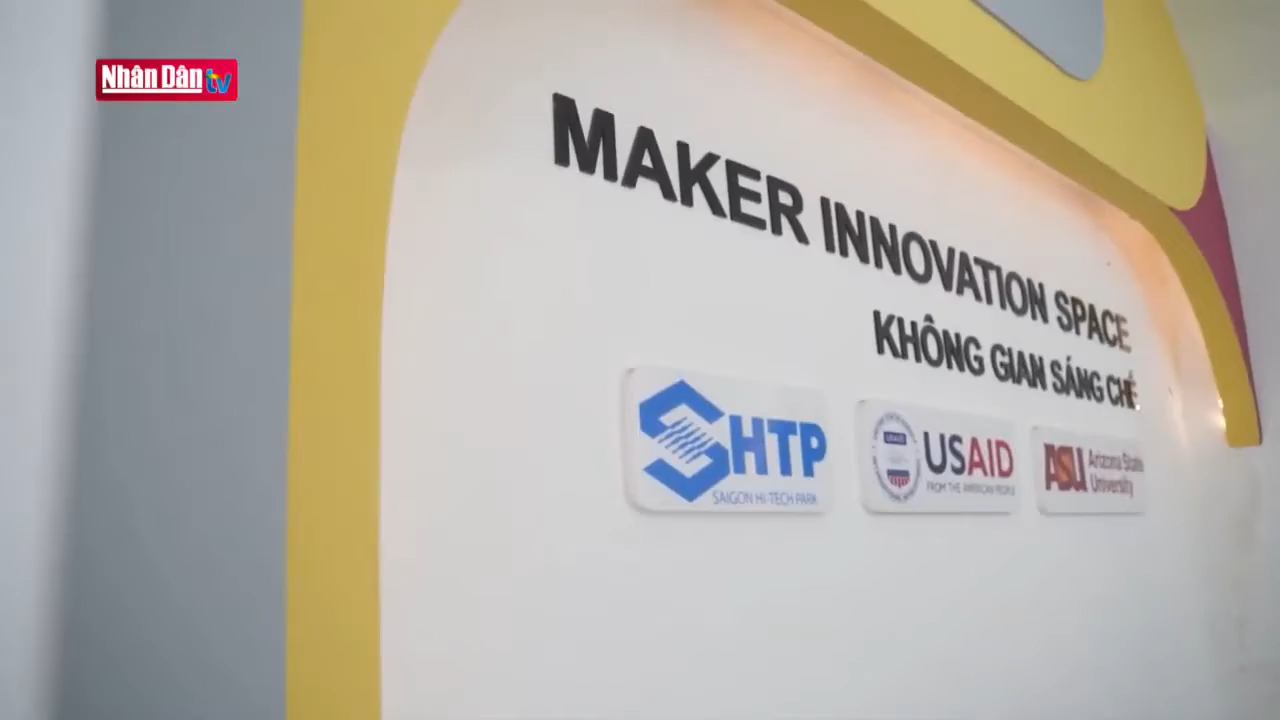 Nhân Dân tv
MAKER INNOVATION SPACE
KHÔNG GIAN SÁNG CHẾ
SHTP
SAIGON HI-TECH PARK
USAID
FROM THE AMERICAN PEOPLE
ASU Arizona State
University